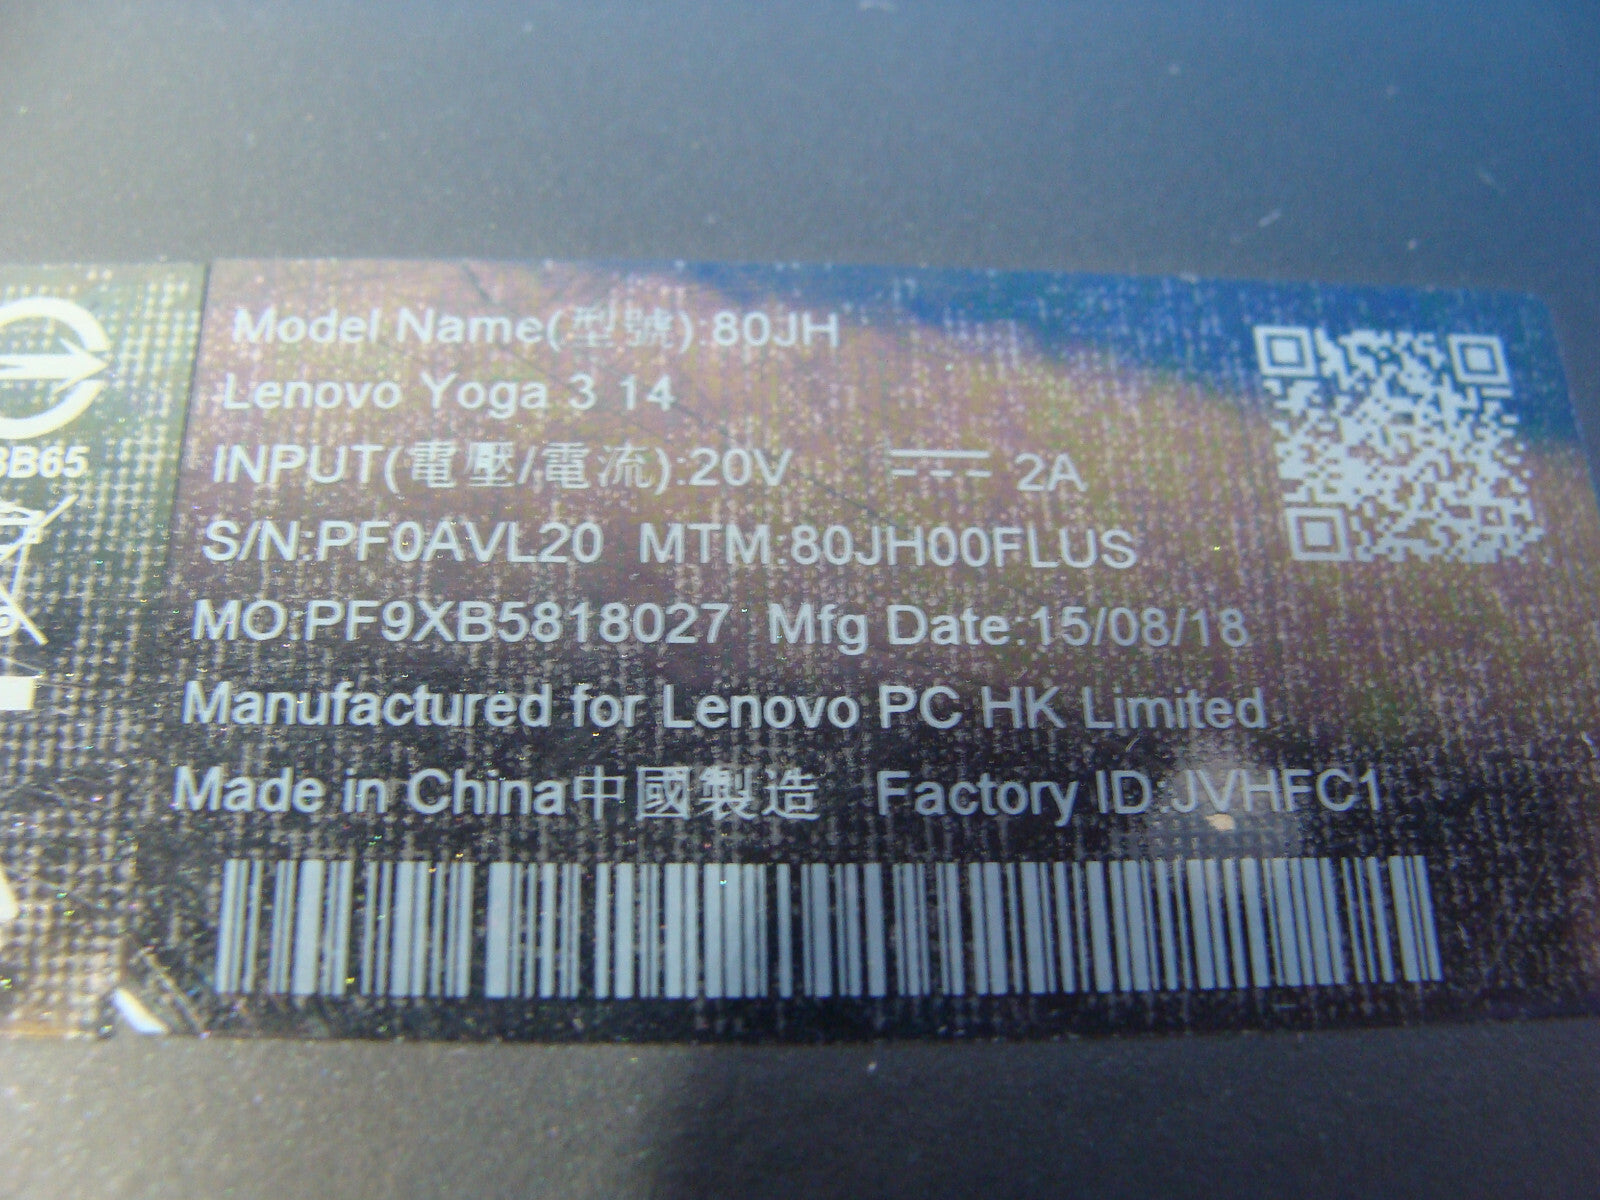 Model Name(型號):80JH
Lenovo Yoga 3 14
INPUT(電壓/電流):20V ⎓ 2A
S/N:PF0AVL20 MTM:80JH00FLUS
MO:PF9XB5818027 Mfg Date:15/08/18
Manufactured for Lenovo PC HK Limited
Made in China中國製造 Factory ID:JVHFC1
3B65